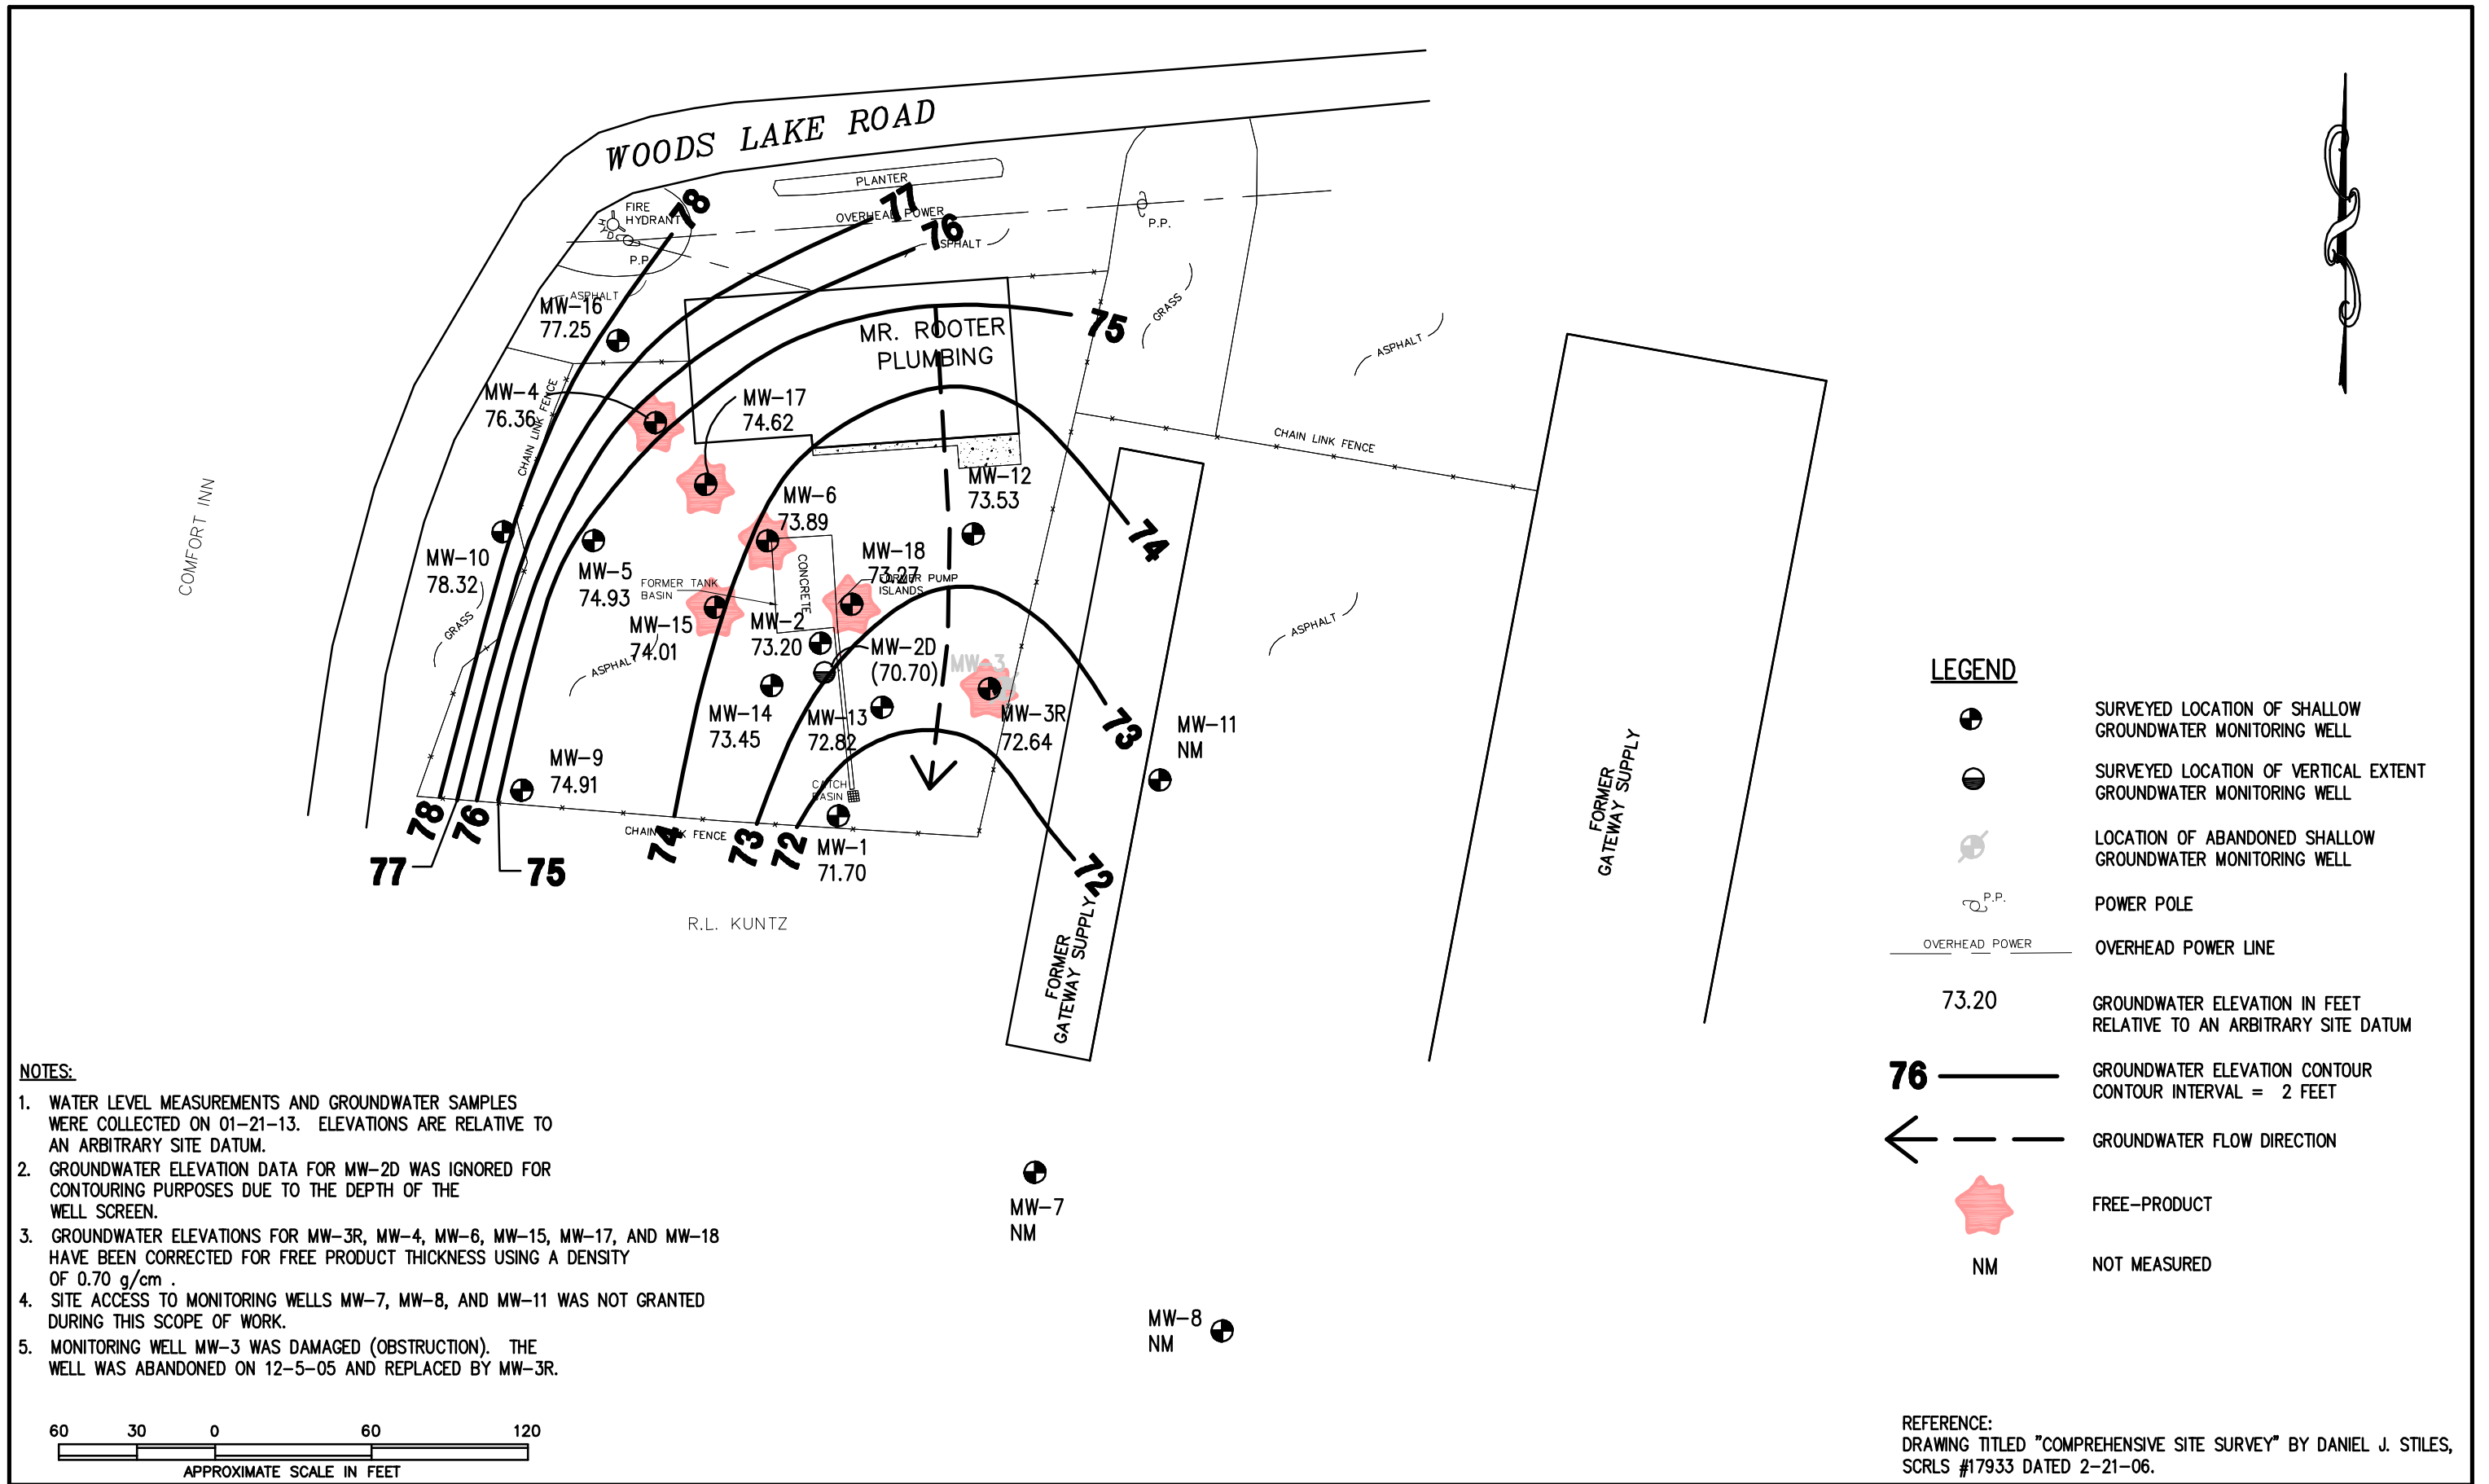 WOODS LAKE ROAD
PLANTER
OVERHEAD POWER
FIRE
HYDRANT
HYD
P.P.
P.P.
78
77
76
ASPHALT
ASPHALT
GRASS
MW-16
77.25
MR. ROOTER
PLUMBING
75
ASPHALT
MW-4
76.36
CHAIN LINK FENCE
MW-17
74.62
CHAIN LINK FENCE
COMFORT INN
MW-6
73.89
MW-12
73.53
74
MW-10
78.32
MW-5
74.93
FORMER TANK
BASIN
CONCRETE
MW-18
73.27
FORMER PUMP
ISLANDS
GRASS
MW-15
74.01
MW-2
73.20
MW-2D
(70.70)
MW-3
ASPHALT
ASPHALT
MW-14
73.45
MW-13
72.82
MW-3R
72.64
73
MW-11
NM
MW-9
74.91
CATCH
BASIN
CHAIN LINK FENCE
MW-1
71.70
78
76
77
75
74
73
72
72
R.L. KUNTZ
FORMER
GATEWAY SUPPLY
FORMER
GATEWAY SUPPLY
MW-7
NM
MW-8
NM
LEGEND
SURVEYED LOCATION OF SHALLOW
GROUNDWATER MONITORING WELL
SURVEYED LOCATION OF VERTICAL EXTENT
GROUNDWATER MONITORING WELL
LOCATION OF ABANDONED SHALLOW
GROUNDWATER MONITORING WELL
P.P.
POWER POLE
OVERHEAD POWER
OVERHEAD POWER LINE
73.20
GROUNDWATER ELEVATION IN FEET
RELATIVE TO AN ARBITRARY SITE DATUM
76
GROUNDWATER ELEVATION CONTOUR
CONTOUR INTERVAL = 2 FEET
GROUNDWATER FLOW DIRECTION
FREE-PRODUCT
NM
NOT MEASURED
NOTES:
1. WATER LEVEL MEASUREMENTS AND GROUNDWATER SAMPLES
WERE COLLECTED ON 01-21-13. ELEVATIONS ARE RELATIVE TO
AN ARBITRARY SITE DATUM.
2. GROUNDWATER ELEVATION DATA FOR MW-2D WAS IGNORED FOR
CONTOURING PURPOSES DUE TO THE DEPTH OF THE
WELL SCREEN.
3. GROUNDWATER ELEVATIONS FOR MW-3R, MW-4, MW-6, MW-15, MW-17, AND MW-18
HAVE BEEN CORRECTED FOR FREE PRODUCT THICKNESS USING A DENSITY
OF 0.70 g/cm .
4. SITE ACCESS TO MONITORING WELLS MW-7, MW-8, AND MW-11 WAS NOT GRANTED
DURING THIS SCOPE OF WORK.
5. MONITORING WELL MW-3 WAS DAMAGED (OBSTRUCTION). THE
WELL WAS ABANDONED ON 12-5-05 AND REPLACED BY MW-3R.
60 30 0 60 120
APPROXIMATE SCALE IN FEET
REFERENCE:
DRAWING TITLED "COMPREHENSIVE SITE SURVEY" BY DANIEL J. STILES,
SCRLS #17933 DATED 2-21-06.